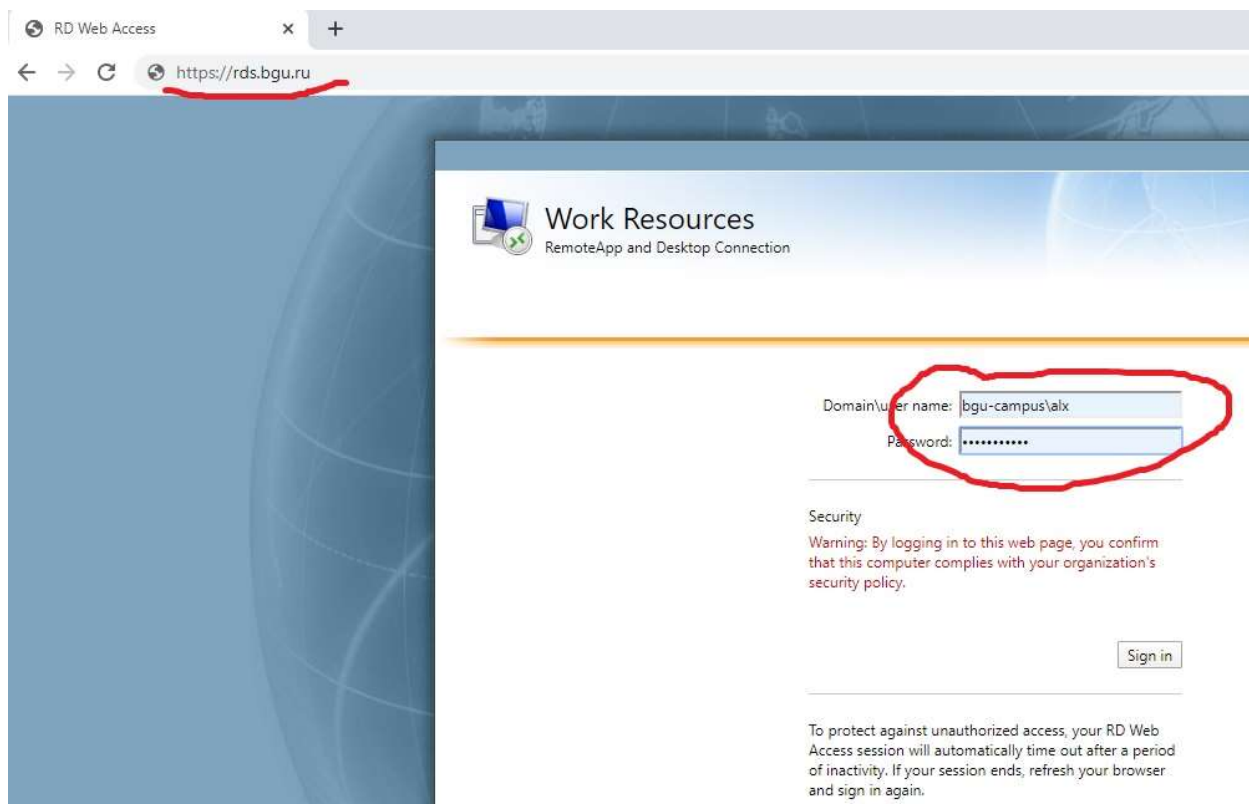 RD Web Access
https://rds.bgu.ru
Work Resources
RemoteApp and Desktop Connection
Domain\user name: bgu-campus\alx
Password: •••••••••••
Security
Warning: By logging in to this web page, you confirm
that this computer complies with your organization's
security policy.
Sign in
To protect against unauthorized access, your RD Web
Access session will automatically time out after a period
of inactivity. If your session ends, refresh your browser
and sign in again.